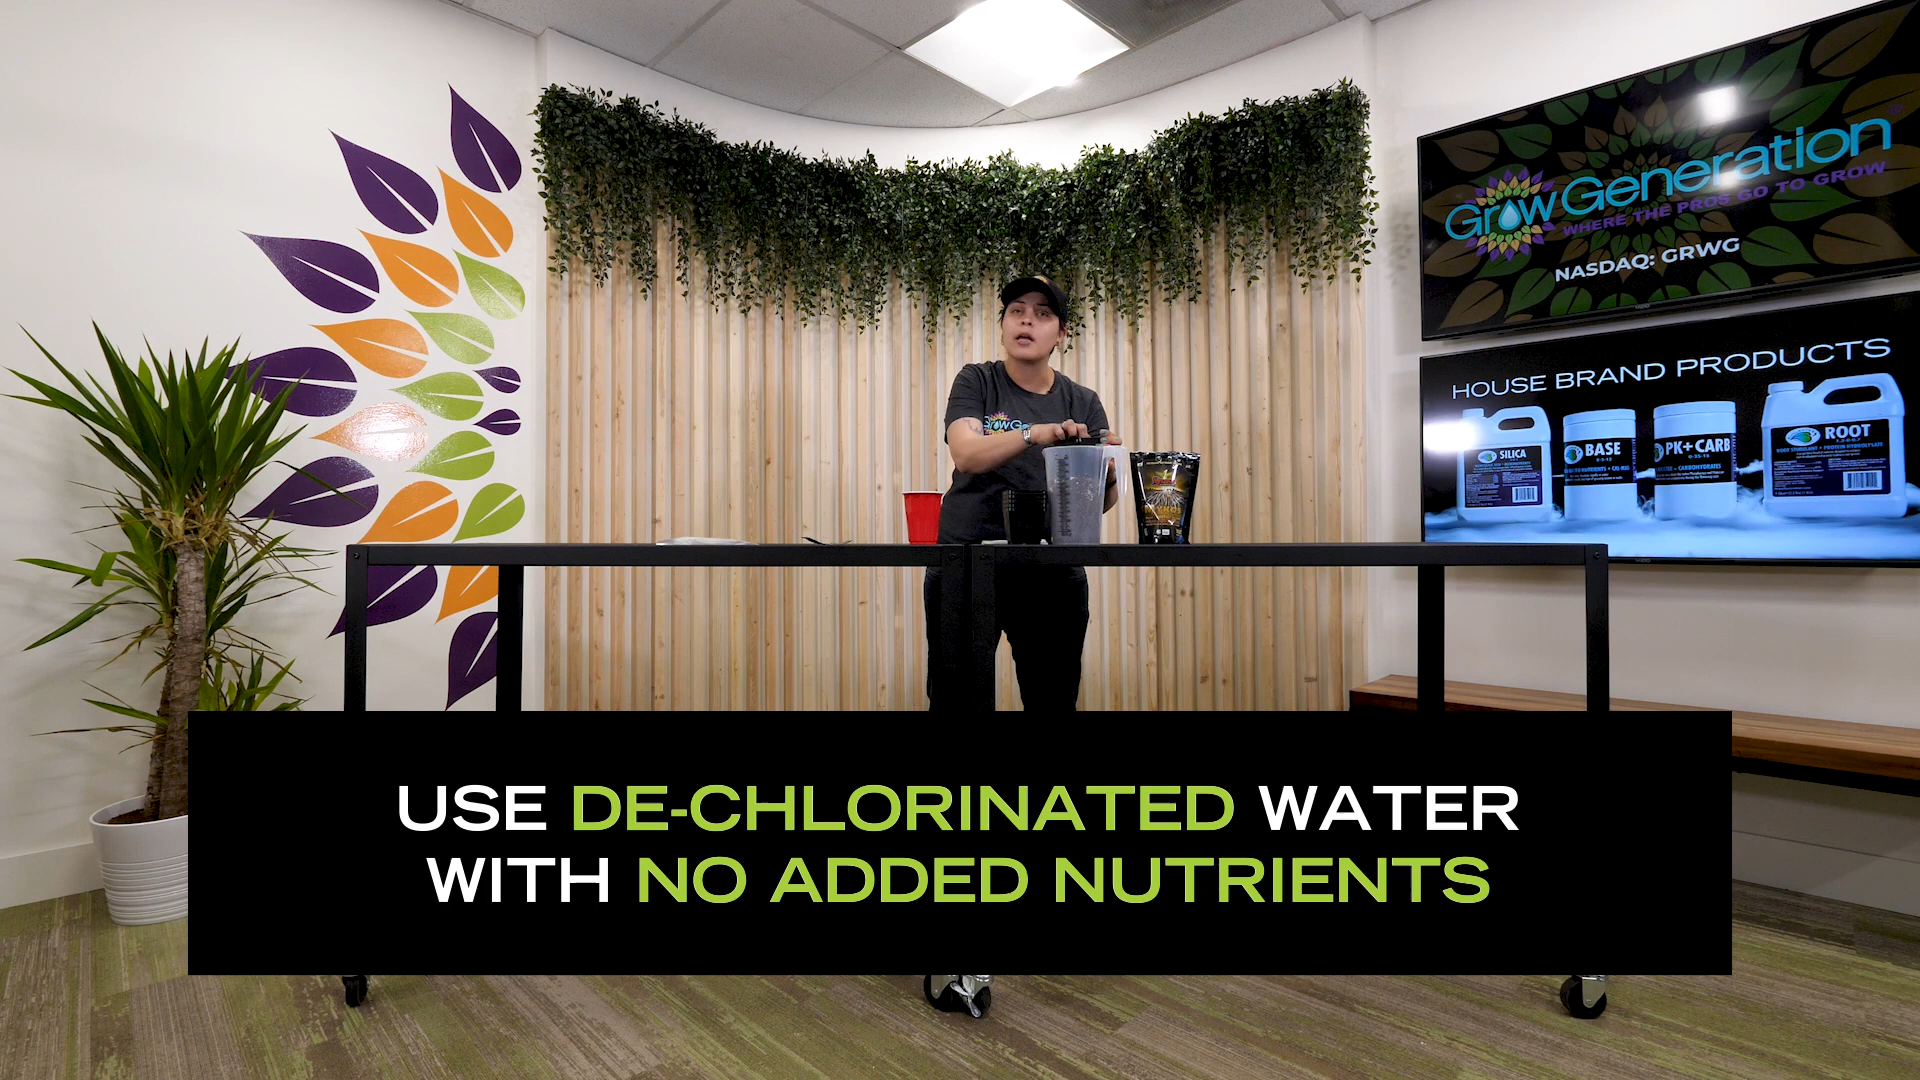 GrowGeneration
WHERE THE PROS GO TO GROW
NASDAQ: GRWG
HOUSE BRAND PRODUCTS
SILICA
BASE
PK+CARB
ROOT
USE DE-CHLORINATED WATER
WITH NO ADDED NUTRIENTS